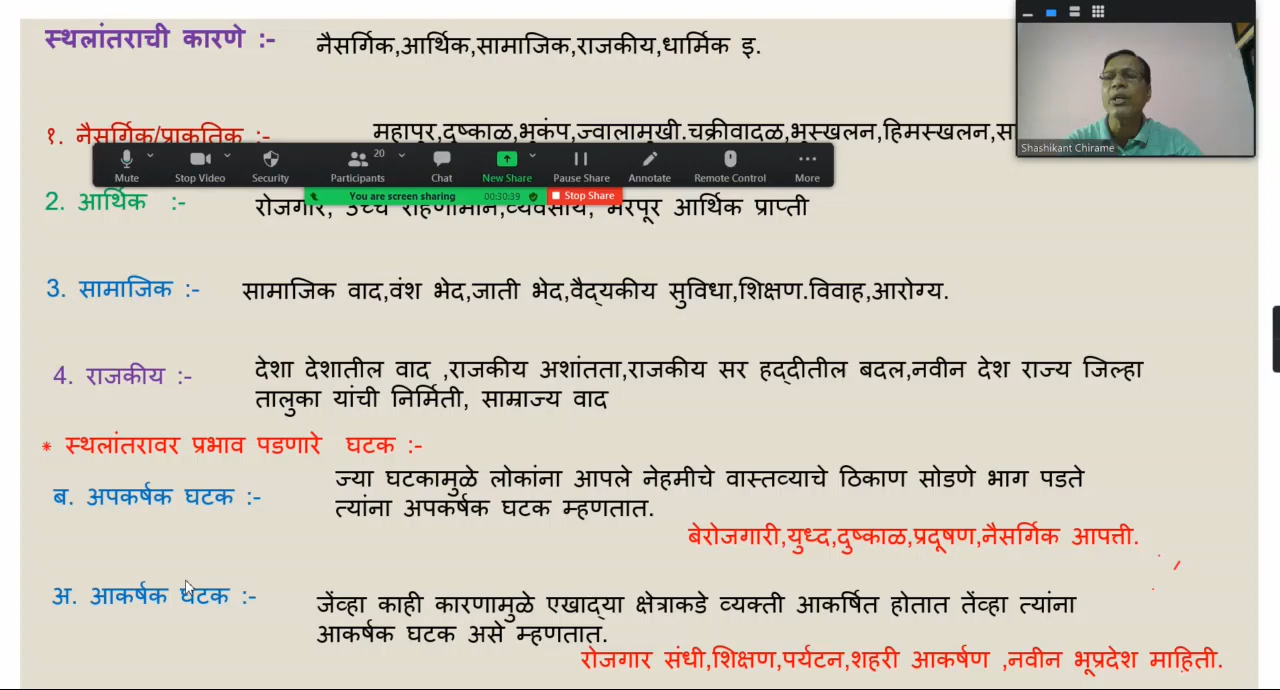 स्थलांतराची कारणे :- नैसर्गिक,आर्थिक,सामाजिक,राजकीय,धार्मिक इ.
१. नैसर्गिक/प्राकृतिक :- महापूर,दुष्काळ,भूकंप,ज्वालामुखी.चक्रीवादळ,भूस्खलन,हिमस्खलन,
Shashikant Chirame
20
Mute Stop Video Security Participants Chat New Share Pause Share Annotate Remote Control More
You are screen sharing 00:30:39 Stop Share
2. आर्थिक :- रोजगार, उच्च राहणीमान,व्यवसाय, भरपूर आर्थिक प्राप्ती
3. सामाजिक :- सामाजिक वाद,वंश भेद,जाती भेद,वैद्यकीय सुविधा,शिक्षण.विवाह,आरोग्य.
4. राजकीय :- देशा देशातील वाद ,राजकीय अशांतता,राजकीय सर हद्दीतील बदल,नवीन देश राज्य जिल्हा
तालुका यांची निर्मिती, साम्राज्य वाद
* स्थलांतरावर प्रभाव पडणारे घटक :-
ब. अपकर्षक घटक :- ज्या घटकामुळे लोकांना आपले नेहमीचे वास्तव्याचे ठिकाण सोडणे भाग पडते
त्यांना अपकर्षक घटक म्हणतात.
बेरोजगारी,युध्द,दुष्काळ,प्रदूषण,नैसर्गिक आपत्ती.
अ. आकर्षक घटक :- जेंव्हा काही कारणामुळे एखाद्या क्षेत्राकडे व्यक्ती आकर्षित होतात तेंव्हा त्यांना
आकर्षक घटक असे म्हणतात.
रोजगार संधी,शिक्षण,पर्यटन,शहरी आकर्षण ,नवीन भूप्रदेश माहिती.